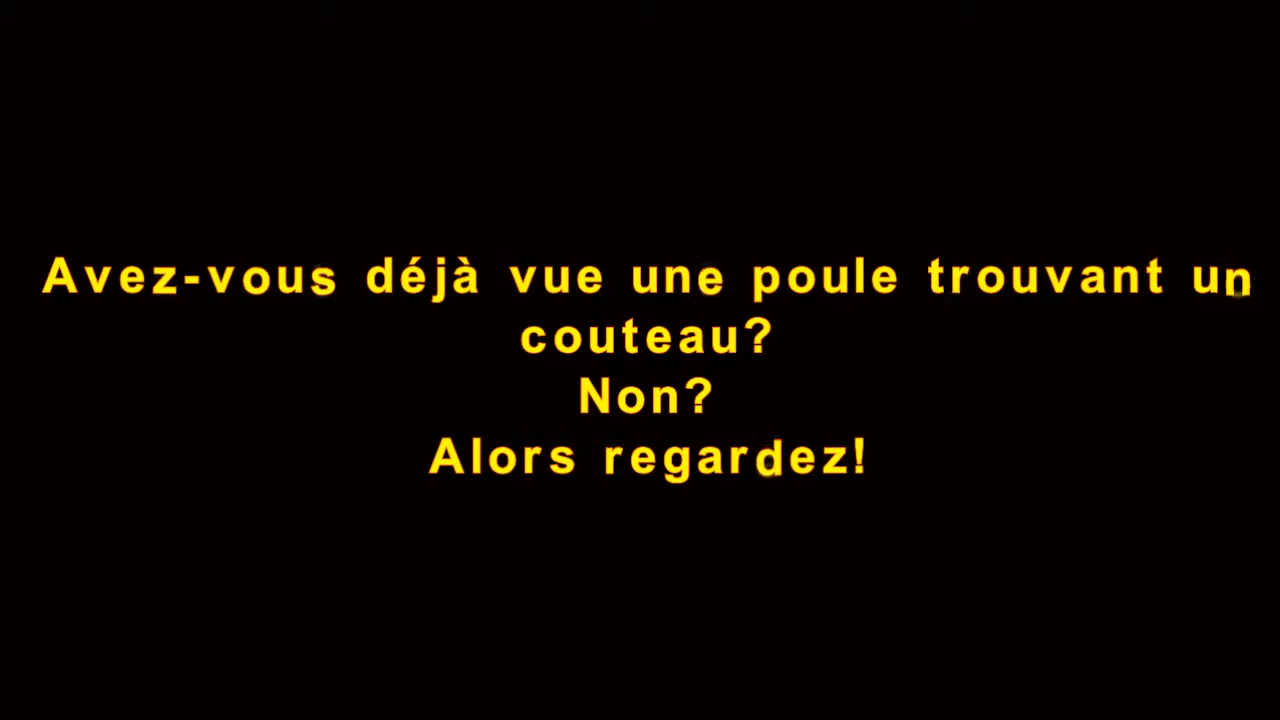 Avez-vous déjà vue une poule trouvant un
couteau?
Non?
Alors regardez!